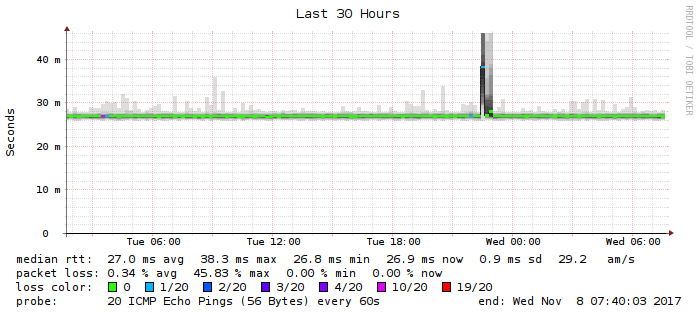 Last 30 Hours
RRDTOOL / TOBI OETIKER
Seconds
40 m
30 m
20 m
10 m
0
Tue 06:00 Tue 12:00 Tue 18:00 Wed 00:00 Wed 06:00
median rtt: 27.0 ms avg 38.3 ms max 26.8 ms min 26.9 ms now 0.9 ms sd 29.2 am/s
packet loss: 0.34 % avg 45.83 % max 0.00 % min 0.00 % now
loss color: 0 1/20 2/20 3/20 4/20 10/20 19/20
probe: 20 ICMP Echo Pings (56 Bytes) every 60s end: Wed Nov 8 07:40:03 2017